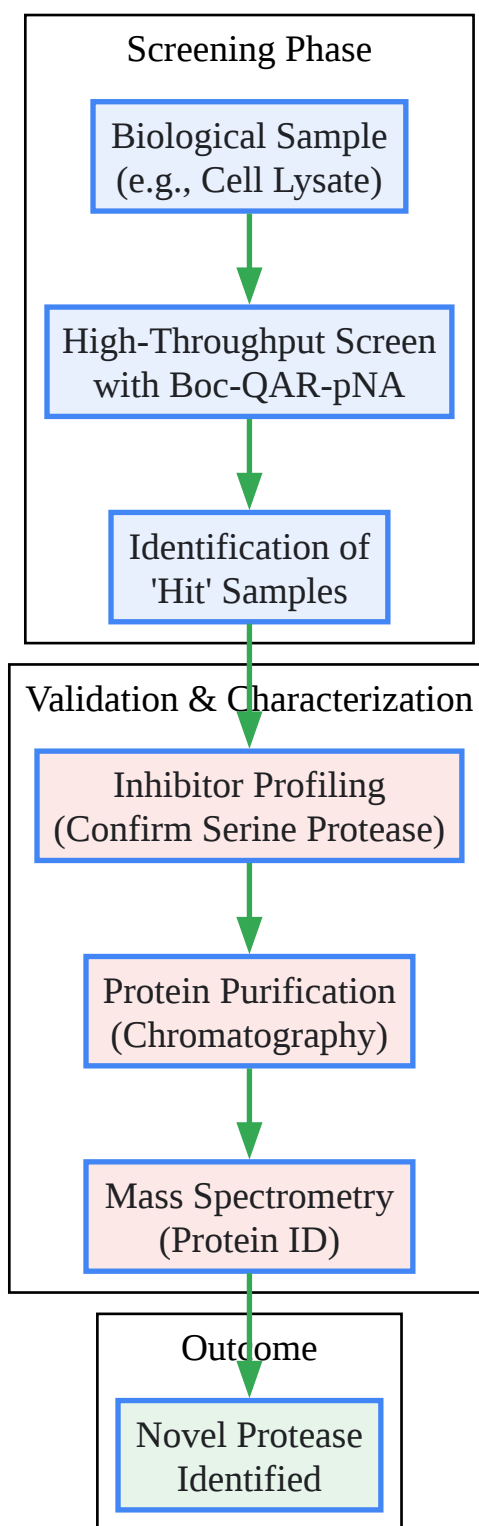 Screening Phase
Biological Sample
(e.g., Cell Lysate)
High-Throughput Screen
with Boc-QAR-pNA
Identification of
'Hit' Samples
Validation & Characterization
Inhibitor Profiling
(Confirm Serine Protease)
Protein Purification
(Chromatography)
Mass Spectrometry
(Protein ID)
Outcome
Novel Protease
Identified